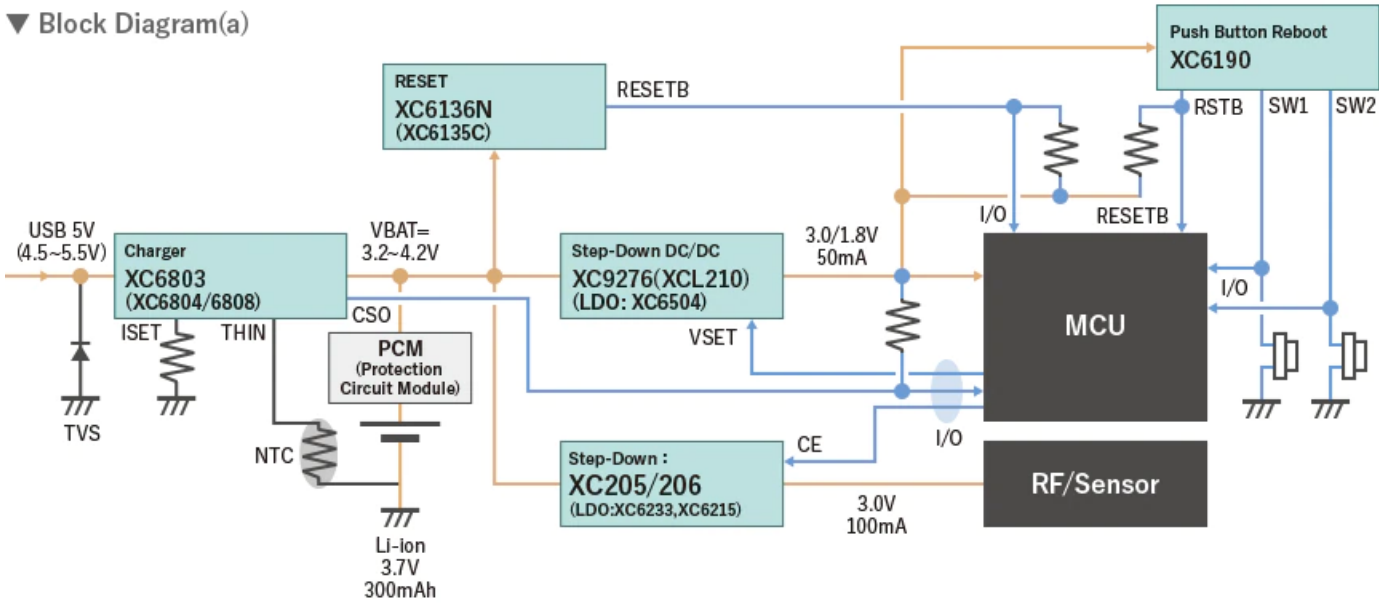 ▼ Block Diagram(a)
Push Button Reboot
XC6190
RESET
XC6136N
(XC6135C)
RESETB
RSTB
SW1
SW2
I/O
RESETB
USB 5V
(4.5~5.5V)
Charger
XC6803
(XC6804/6808)
VBAT=
3.2~4.2V
Step-Down DC/DC
XC9276(XCL210)
(LDO: XC6504)
3.0/1.8V
50mA
MCU
I/O
ISET
THIN
CSO
VSET
PCM
(Protection
Circuit Module)
TVS
NTC
I/O
CE
Step-Down :
XC205/206
(LDO:XC6233,XC6215)
3.0V
100mA
RF/Sensor
Li-ion
3.7V
300mAh